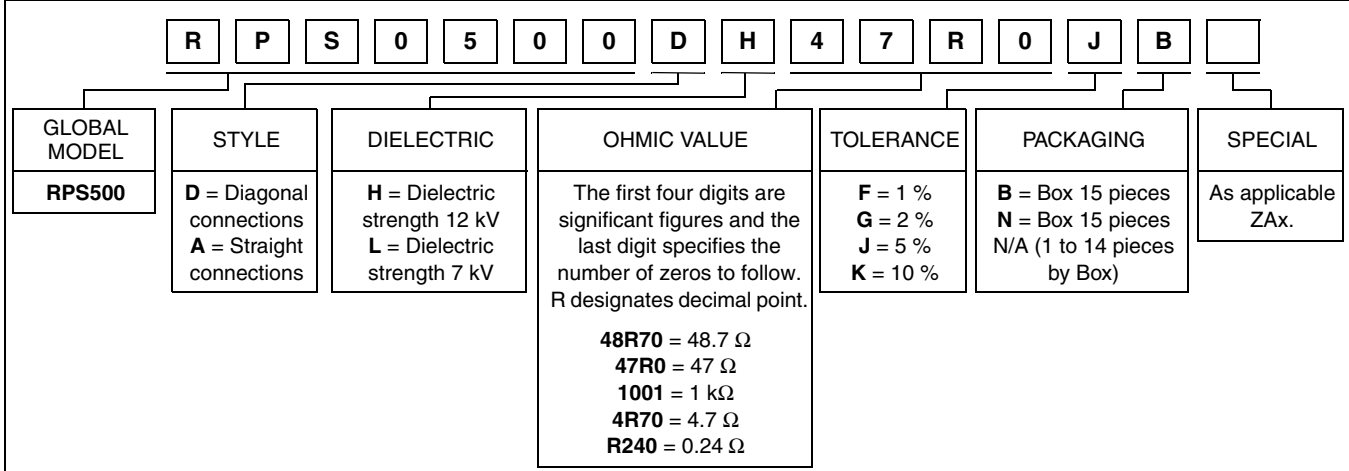 R P S 0 5 0 0 D H 4 7 R 0 J B
GLOBAL
MODEL
RPS500
STYLE
D = Diagonal
connections
A = Straight
connections
DIELECTRIC
H = Dielectric
strength 12 kV
L = Dielectric
strength 7 kV
OHMIC VALUE
The first four digits are
significant figures and the
last digit specifies the
number of zeros to follow.
R designates decimal point.
48R70 = 48.7 Ω
47R0 = 47 Ω
1001 = 1 kΩ
4R70 = 4.7 Ω
R240 = 0.24 Ω
TOLERANCE
F = 1 %
G = 2 %
J = 5 %
K = 10 %
PACKAGING
B = Box 15 pieces
N = Box 15 pieces
N/A (1 to 14 pieces
by Box)
SPECIAL
As applicable
ZAx.